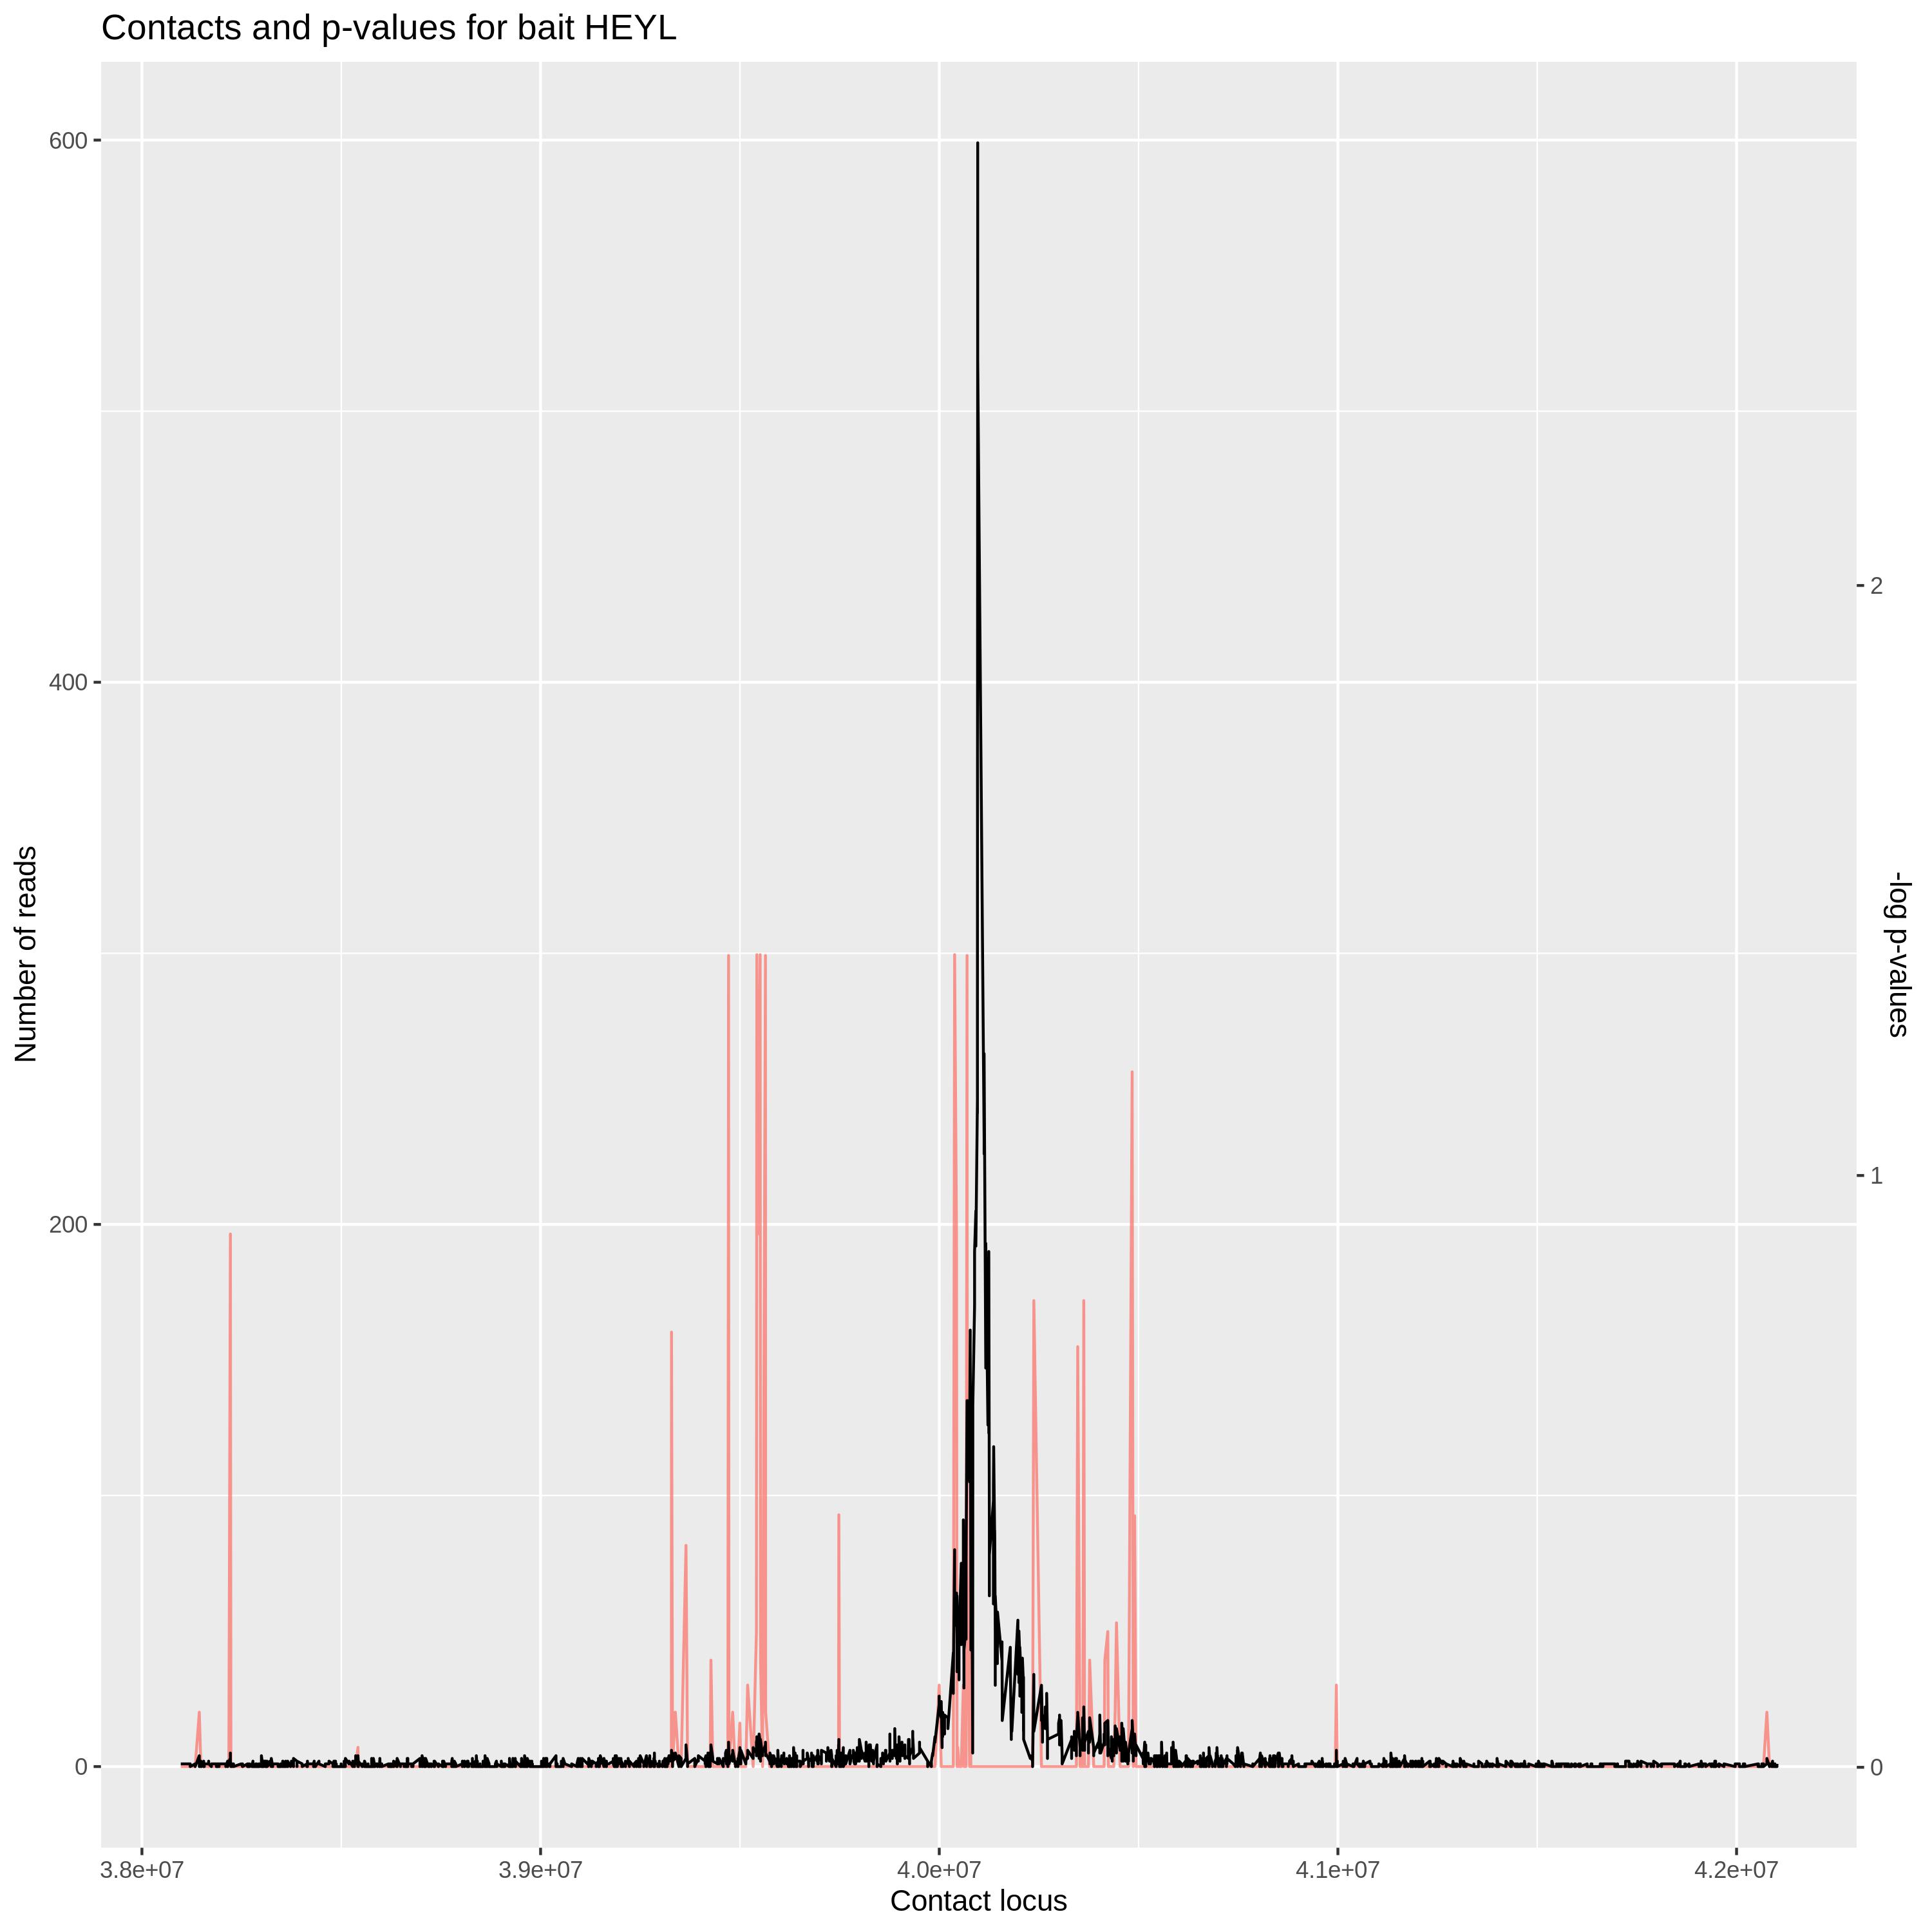 Contacts and p-values for bait HEYL
600
400
200
0
Number of reads
2
1
0
-log p-values
3.8e+07 3.9e+07 4.0e+07 4.1e+07 4.2e+07
Contact locus